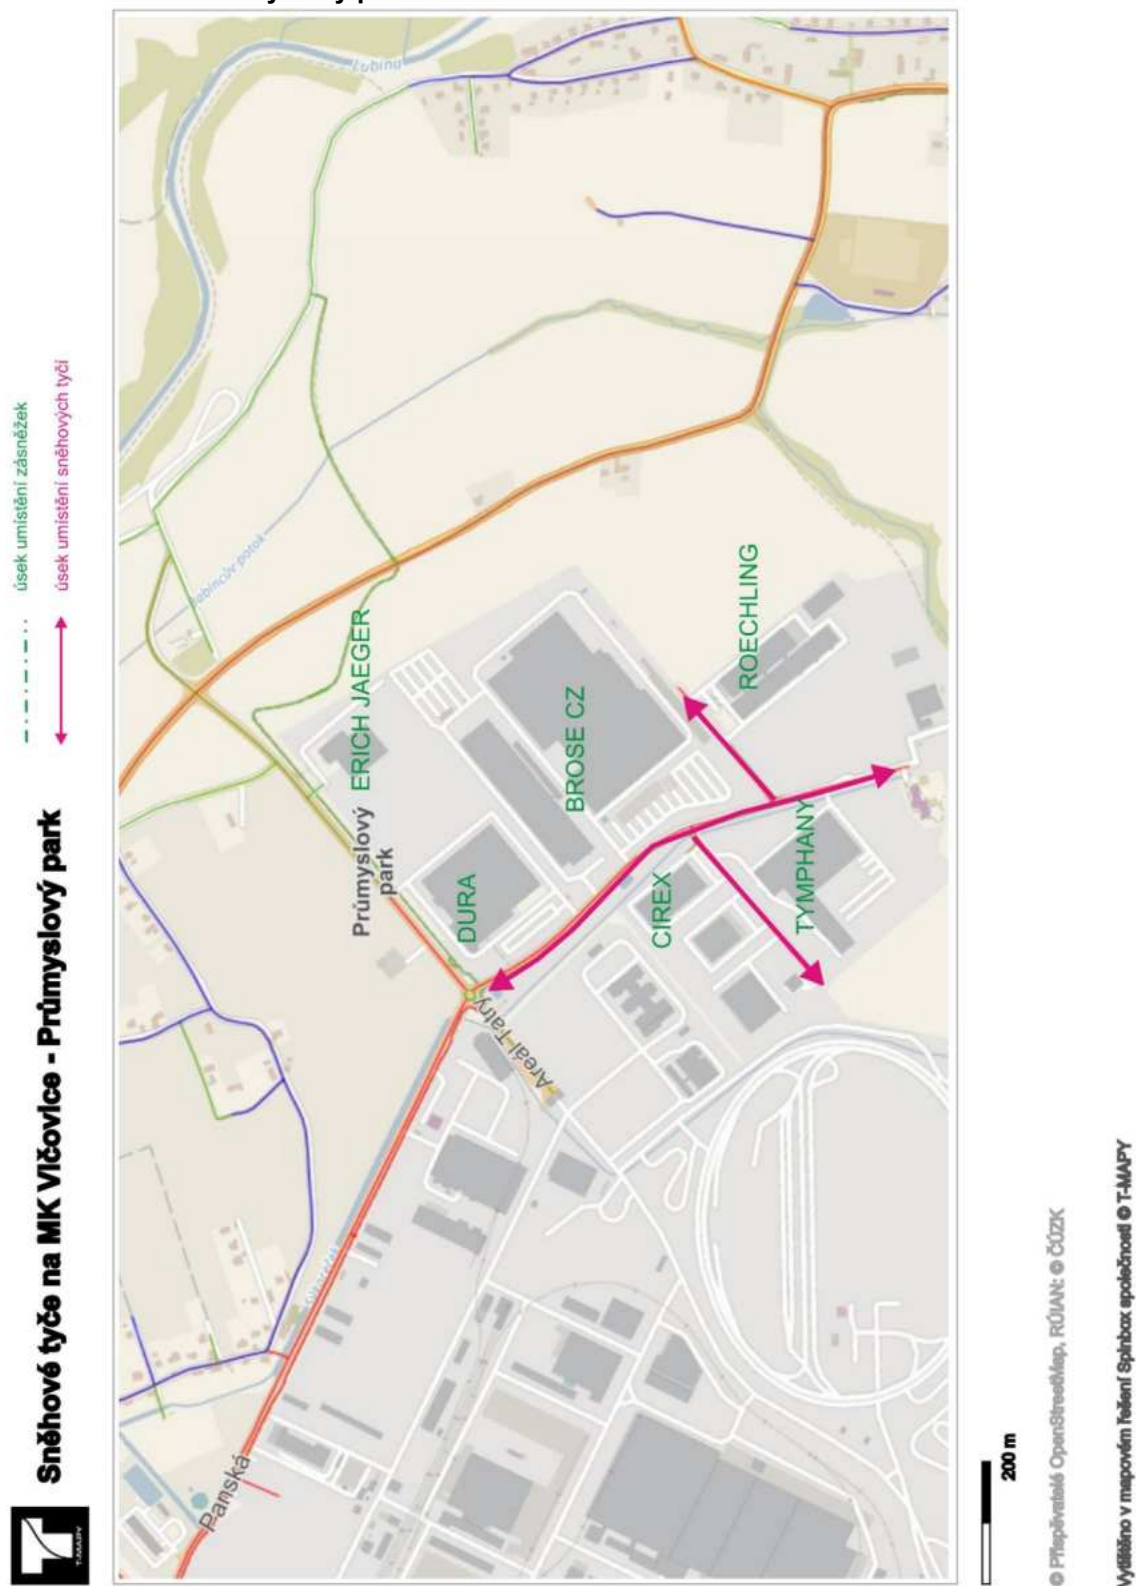 Sněhové tyče na MK Vlčovice - Průmyslový park
úsek umístění zásněžek
úsek umístění sněhových tyčí
T-MAPY
Lubina
ERICH JAEGER
Průmyslový
park
DURA
BROSE CZ
ROECHLING
CIREX
TYMPHANY
Areál Tatry
Panská
200 m
© Přispěvatelé OpenStreetMap, RÚIAN: © ČÚZK
Vytištěno v mapovém řešení Spinbox společnosti © T-MAPY